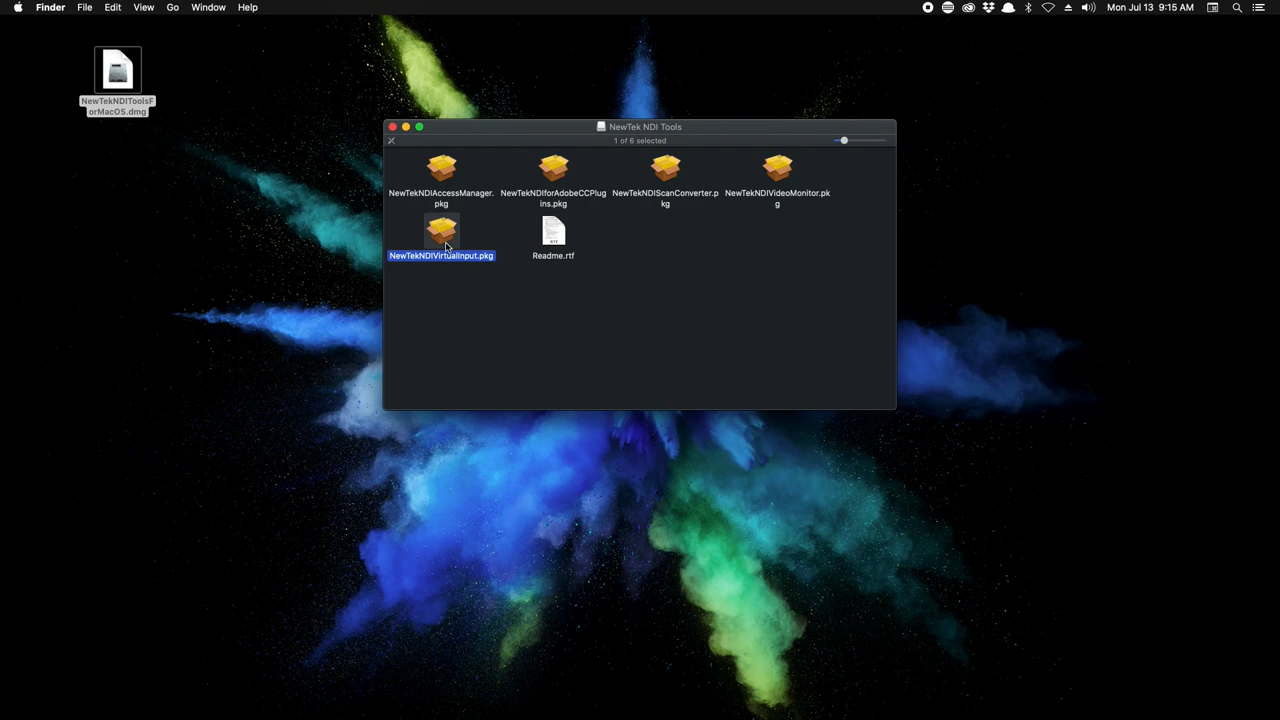 Finder File Edit View Go Window Help Mon Jul 13 9:15 AM
NewTekNDIToolsF
orMacOS.dmg
NewTek NDI Tools
1 of 6 selected
NewTekNDIAccessManager.
pkg
NewTekNDIforAdobeCCPlug
ins.pkg
NewTekNDIScanConverter.p
kg
NewTekNDIVideoMonitor.pk
g
NewTekNDIVirtualInput.pkg
RTF
Readme.rtf